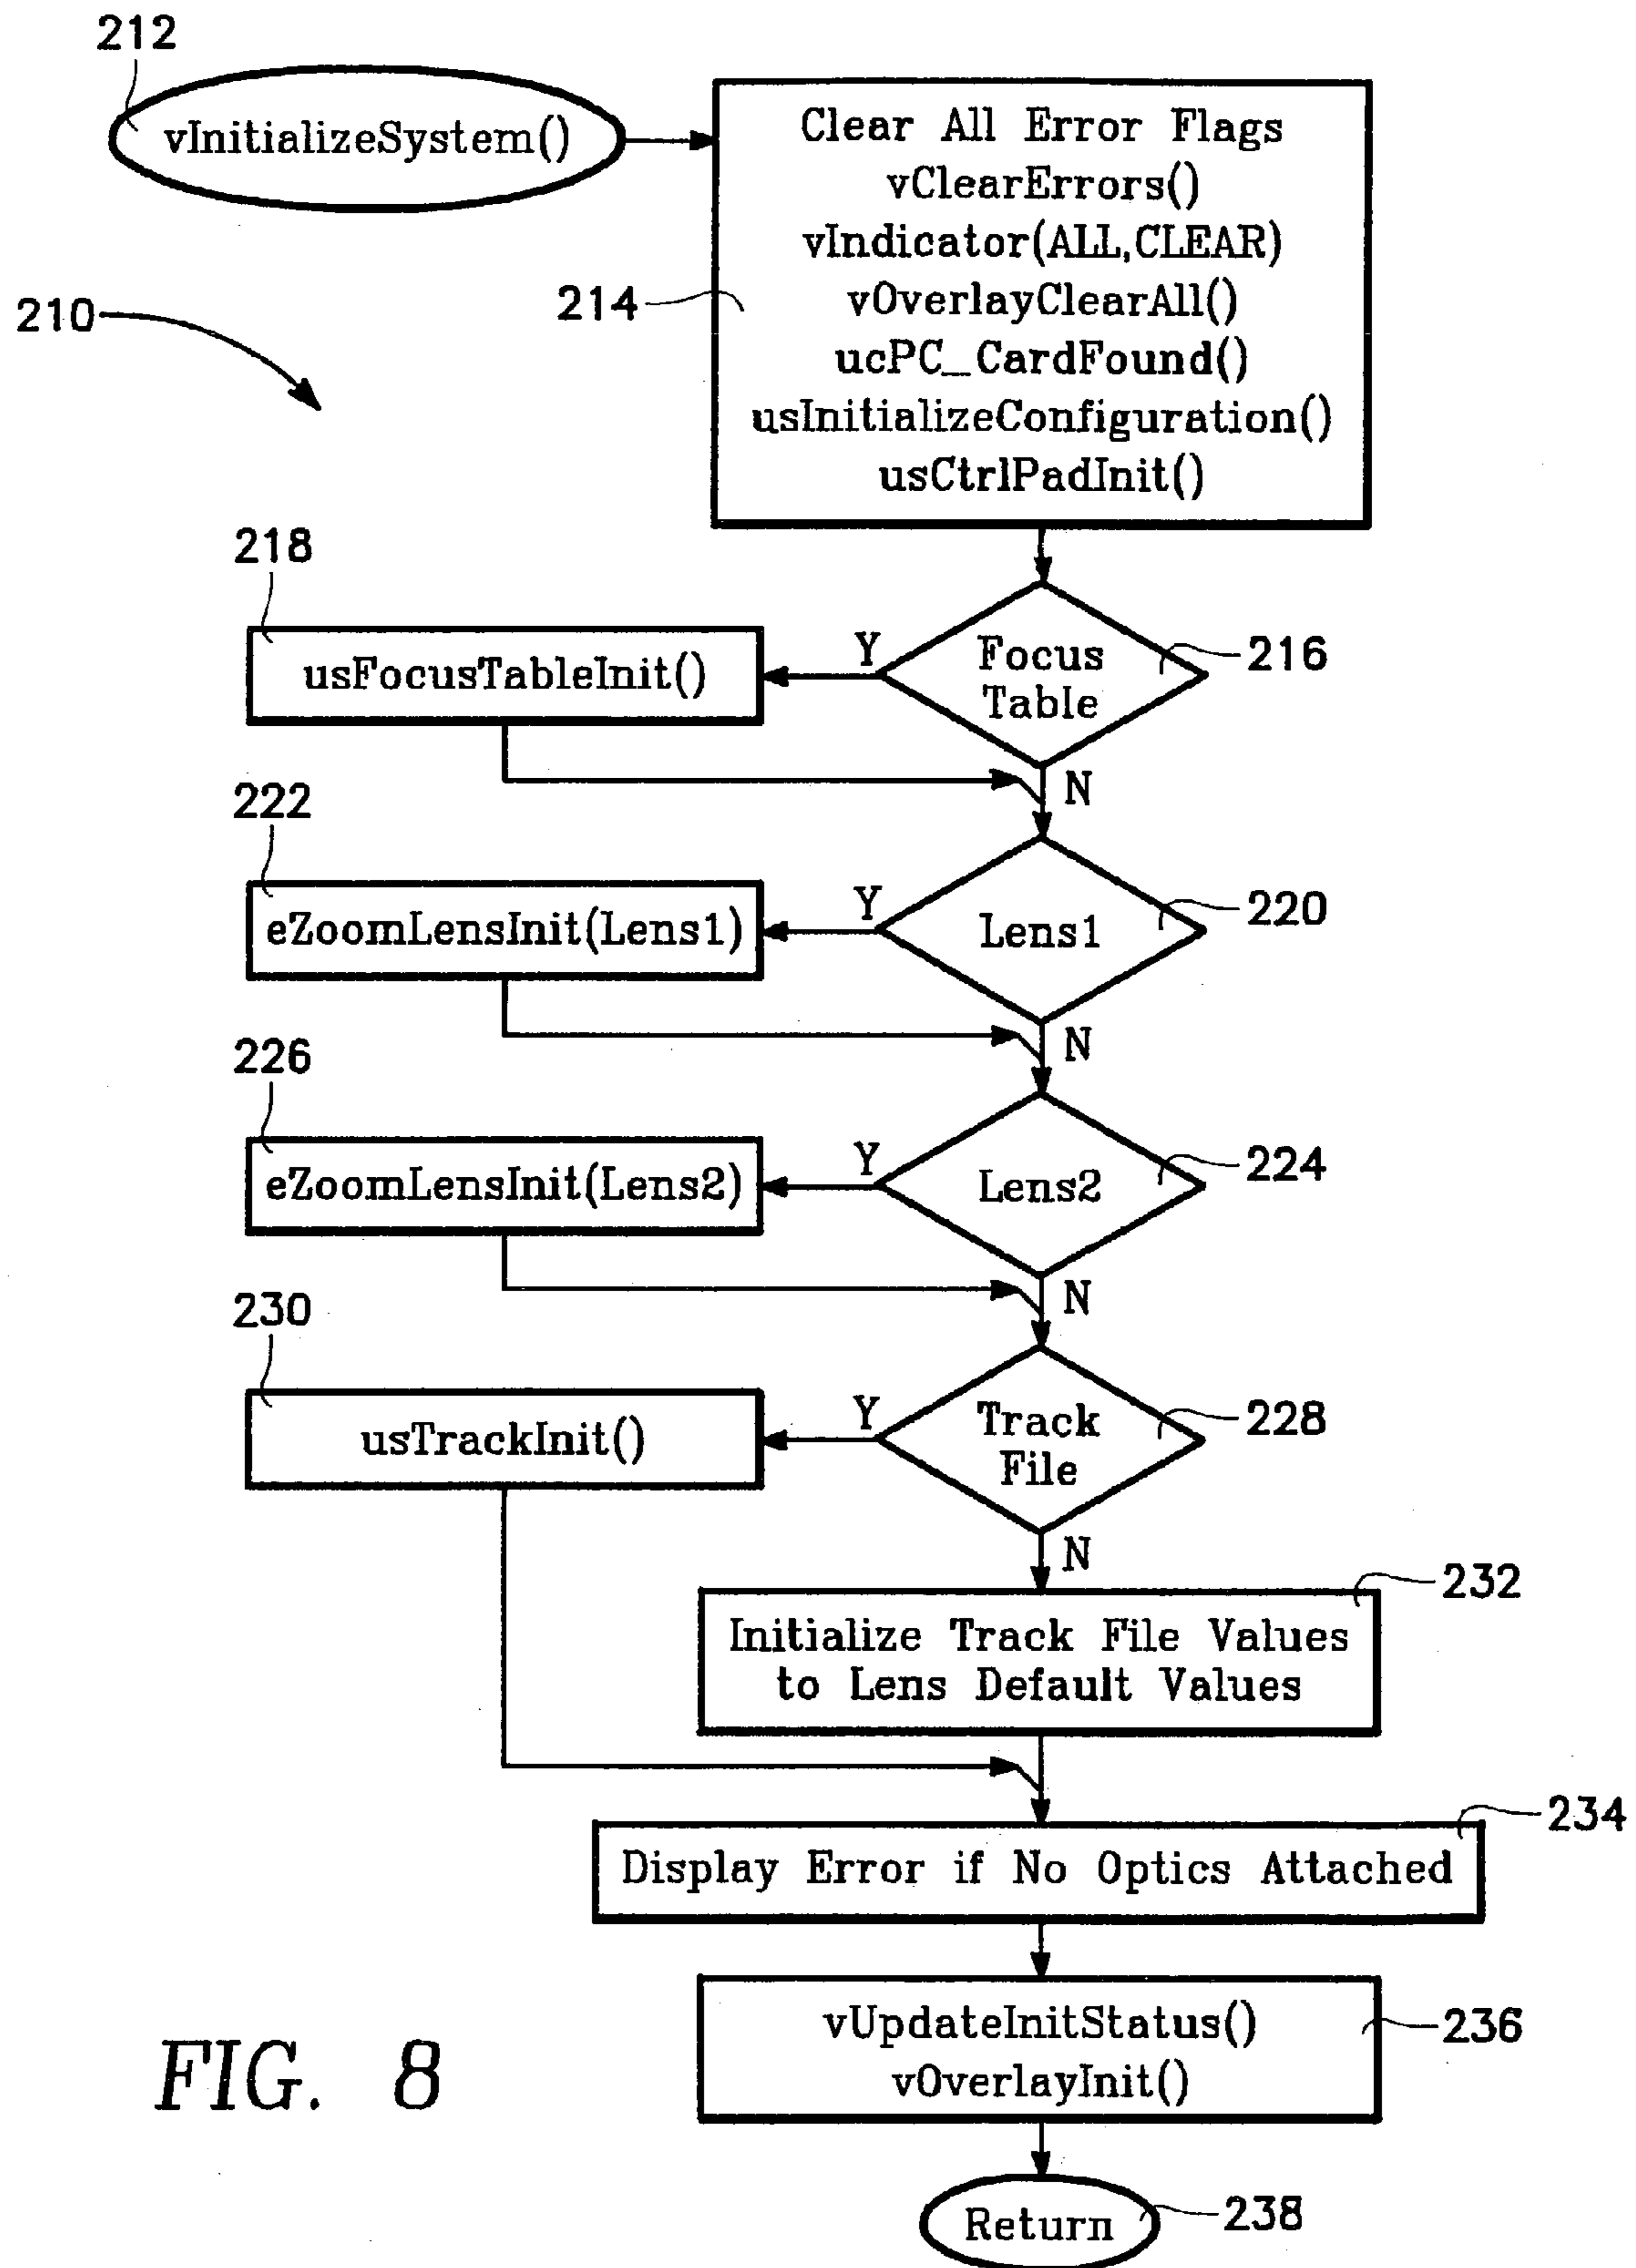 212
vInitializeSystem()
Clear All Error Flags
vClearErrors()
vIndicator(ALL,CLEAR)
214
vOverlayClearAll()
210
ucPC_CardFound()
usInitializeConfiguration()
usCtrlPadInit()
218
usFocusTableInit()
Y
Focus
Table
216
N
222
eZoomLensInit(Lens1)
Y
Lens1
220
N
226
eZoomLensInit(Lens2)
Y
Lens2
224
N
230
usTrackInit()
Y
Track
File
228
N
232
Initialize Track File Values
to Lens Default Values
234
Display Error if No Optics Attached
vUpdateInitStatus()
vOverlayInit()
236
FIG. 8
Return
238